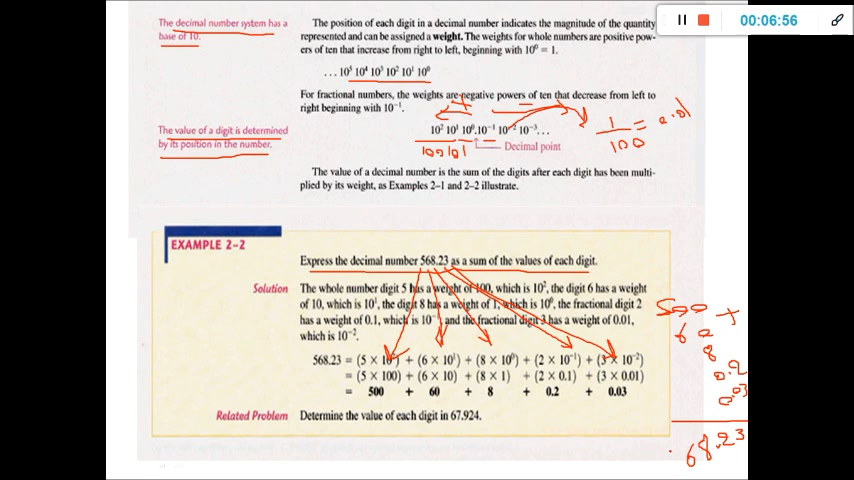 The decimal number system has a
base of 10.
The position of each digit in a decimal number indicates the magnitude of the quantity
represented and can be assigned a weight. The weights for whole numbers are positive pow-
ers of ten that increase from right to left, beginning with 10⁰ = 1.
… 10⁵ 10⁴ 10³ 10² 10¹ 10⁰
For fractional numbers, the weights are negative powers of ten that decrease from left to
right beginning with 10⁻¹.
The value of a digit is determined
by its position in the number.
10² 10¹ 10⁰.10⁻¹ 10⁻² 10⁻³…
Decimal point
100 10 1
1/100 = 0.01
The value of a decimal number is the sum of the digits after each digit has been multi-
plied by its weight, as Examples 2–1 and 2–2 illustrate.
EXAMPLE 2–2
Express the decimal number 568.23 as a sum of the values of each digit.
Solution
The whole number digit 5 has a weight of 100, which is 10², the digit 6 has a weight
of 10, which is 10¹, the digit 8 has a weight of 1, which is 10⁰, the fractional digit 2
has a weight of 0.1, which is 10⁻¹, and the fractional digit 3 has a weight of 0.01,
which is 10⁻².
568.23 = (5 × 10²) + (6 × 10¹) + (8 × 10⁰) + (2 × 10⁻¹) + (3 × 10⁻²)
= (5 × 100) + (6 × 10) + (8 × 1) + (2 × 0.1) + (3 × 0.01)
= 500 + 60 + 8 + 0.2 + 0.03
Related Problem
Determine the value of each digit in 67.924.
500 +
60
8
0.2
0.03
68.23
00:06:56